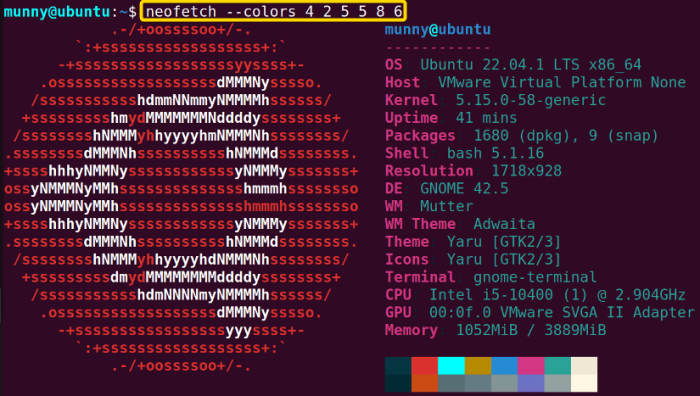 munny@ubuntu:~$ neofetch --colors 4 2 5 5 8 6
.-/+oossssoo+/-.
`:+ssssssssssssssssss+:`
-+ssssssssssssssssssyyssss+-
.ossssssssssssssssssdMMMNysssso.
/ssssssssssshdmmNNmmyNMMMMhssssss/
+ssssssssshmydMMMMMMMNddddyssssssss+
/sssssssshNMMMyhhyyyyhmNMMMNhssssssss/
.ssssssssdMMMNhsssssssssshNMMMdssssssss.
+sssshhhyNMMNyssssssssssssyNMMMysssssss+
ossyNMMMNyMMhsssssssssssssshmmmhssssssso
ossyNMMMNyMMhsssssssssssssshmmmhssssssso
+sssshhhyNMMNyssssssssssssyNMMMysssssss+
.ssssssssdMMMNhsssssssssshNMMMdssssssss.
/sssssssshNMMMyhhyyyyhdNMMMNhssssssss/
+sssssssssdmydMMMMMMMMddddyssssssss+
/ssssssssssshdmNNNNmyNMMMMhssssss/
.ossssssssssssssssssdMMMNysssso.
-+sssssssssssssssssyyyssss+-
`:+ssssssssssssssssss+:`
.-/+oossssoo+/-.
munny@ubuntu
------------
OS: Ubuntu 22.04.1 LTS x86_64
Host: VMware Virtual Platform None
Kernel: 5.15.0-58-generic
Uptime: 41 mins
Packages: 1680 (dpkg), 9 (snap)
Shell: bash 5.1.16
Resolution: 1718x928
DE: GNOME 42.5
WM: Mutter
WM Theme: Adwaita
Theme: Yaru [GTK2/3]
Icons: Yaru [GTK2/3]
Terminal: gnome-terminal
CPU: Intel i5-10400 (1) @ 2.904GHz
GPU: 00:0f.0 VMware SVGA II Adapter
Memory: 1052MiB / 3889MiB